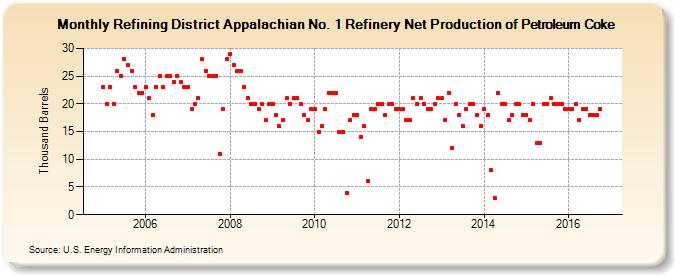 Monthly Refining District Appalachian No. 1 Refinery Net Production of Petroleum Coke
Thousand Barrels
30
25
20
15
10
5
0
2006 2008 2010 2012 2014 2016
Source: U.S. Energy Information Administration